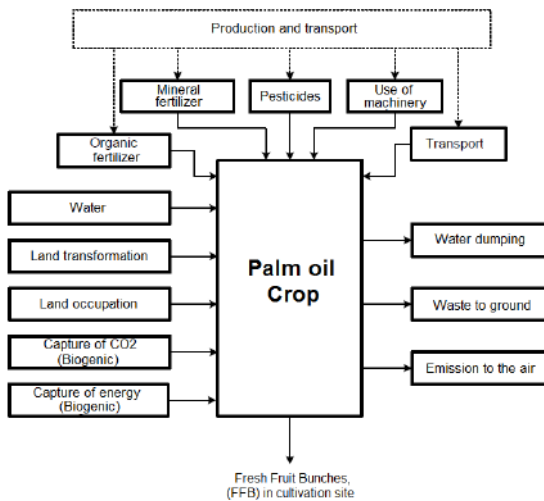 Production and transport
Mineral
fertilizer
Pesticides
Use of
machinery
Organic
fertilizer
Transport
Water
Land transformation
Land occupation
Capture of CO2
(Biogenic)
Capture of energy
(Biogenic)
Palm oil
Crop
Water dumping
Waste to ground
Emission to the air
Fresh Fruit Bunches,
(FFB) in cultivation site